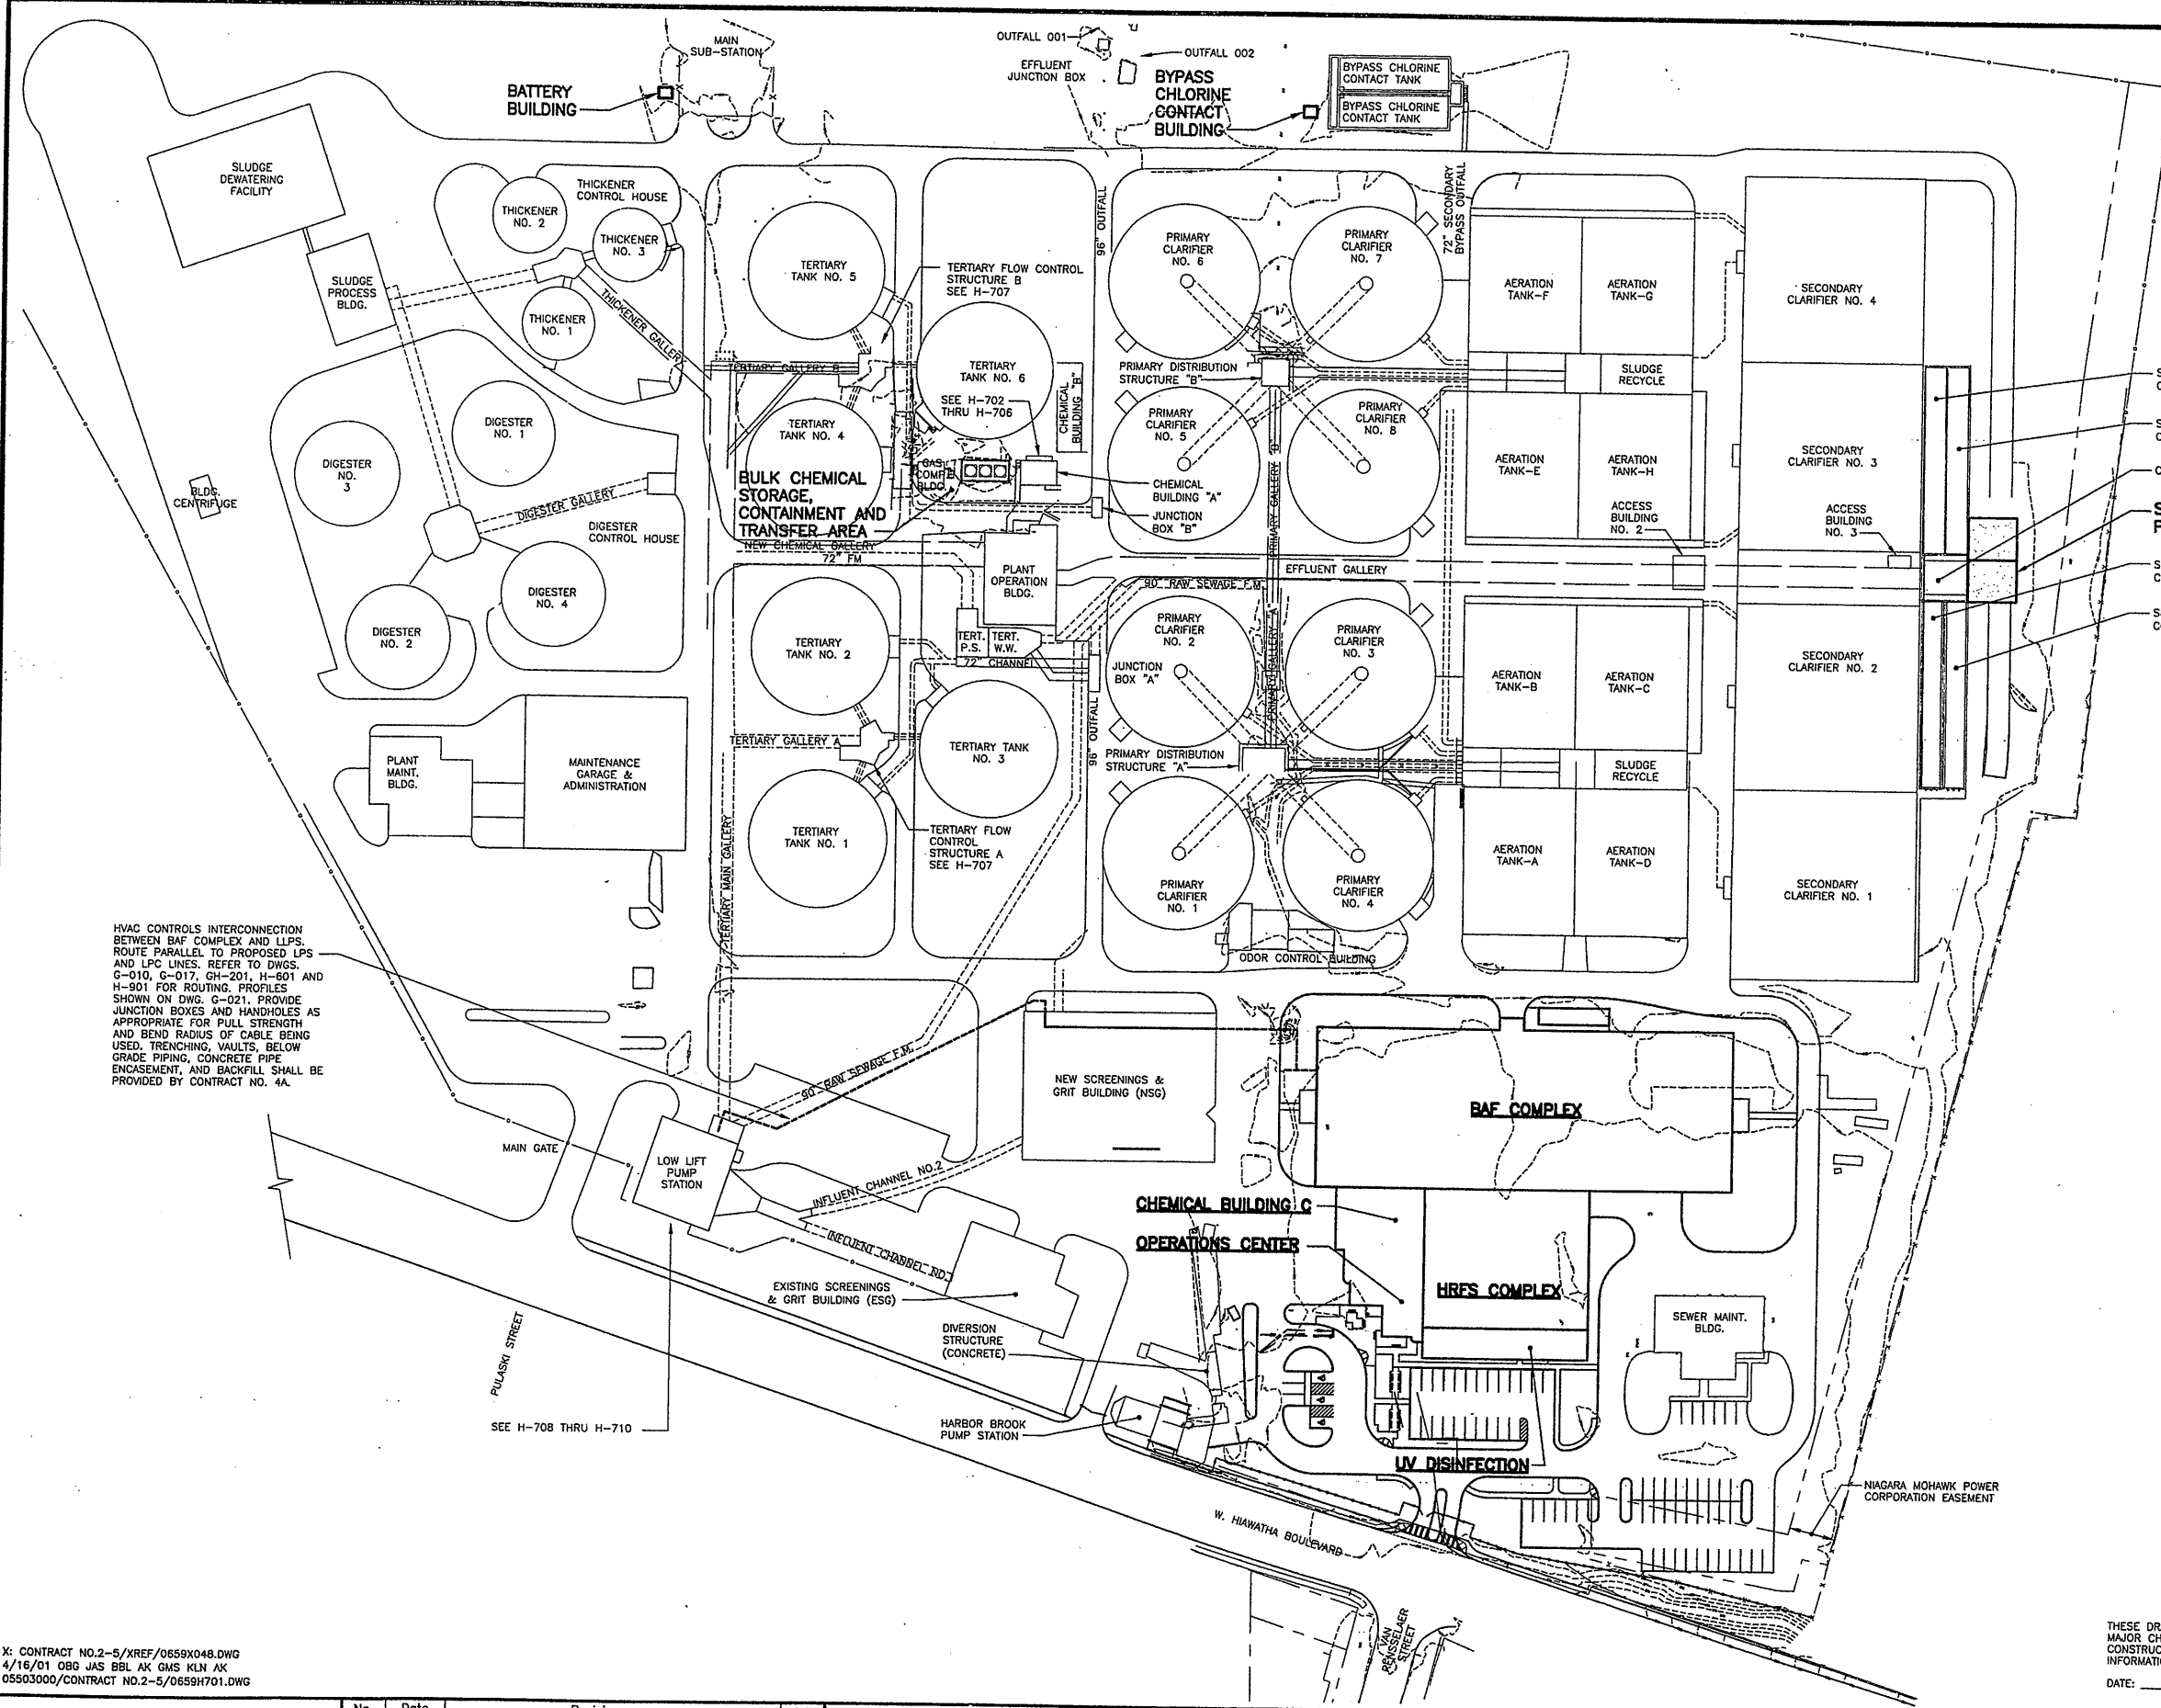 MAIN
SUB-STATION
OUTFALL 001
OUTFALL 002
EFFLUENT
JUNCTION BOX
BATTERY
BUILDING
BYPASS
CHLORINE
CONTACT
BUILDING
BYPASS CHLORINE
CONTACT TANK
BYPASS CHLORINE
CONTACT TANK
SLUDGE
DEWATERING
FACILITY
THICKENER
CONTROL HOUSE
THICKENER
NO. 2
THICKENER
NO. 3
THICKENER
NO. 1
SLUDGE
PROCESS
BLDG.
THICKENER GALLERY
TERTIARY
TANK NO. 5
TERTIARY FLOW CONTROL
STRUCTURE B
SEE H-707
96" OUTFALL
PRIMARY
CLARIFIER
NO. 6
PRIMARY
CLARIFIER
NO. 7
72" SECONDARY
BYPASS OUTFALL
AERATION
TANK-F
AERATION
TANK-G
SECONDARY
CLARIFIER NO. 4
TERTIARY GALLERY B
TERTIARY
TANK NO. 6
SEE H-702
THRU H-706
CHEMICAL
BUILDING "B"
PRIMARY DISTRIBUTION
STRUCTURE "B"
SLUDGE
RECYCLE
DIGESTER
NO. 1
DIGESTER
NO.
3
TERTIARY
TANK NO. 4
PRIMARY
CLARIFIER
NO. 5
PRIMARY
CLARIFIER
NO. 8
PRIMARY GALLERY "B"
AERATION
TANK-E
AERATION
TANK-H
SECONDARY
CLARIFIER NO. 3
BLDG.
CENTRIFUGE
DIGESTER GALLERY
DIGESTER
CONTROL HOUSE
BULK CHEMICAL
STORAGE,
CONTAINMENT AND
TRANSFER AREA
GAS
COMP.
BLDG.
CHEMICAL
BUILDING "A"
JUNCTION
BOX "B"
ACCESS
BUILDING
NO. 2
ACCESS
BUILDING
NO. 3
NEW CHEMICAL GALLERY
72" FM
PLANT
OPERATION
BLDG.
EFFLUENT GALLERY
90" RAW SEWAGE F.M.
DIGESTER
NO. 4
DIGESTER
NO. 2
TERTIARY
TANK NO. 2
TERT.
P.S.
TERT.
W.W.
72" CHANNEL
PRIMARY
CLARIFIER
NO. 2
JUNCTION
BOX "A"
PRIMARY GALLERY "A"
PRIMARY
CLARIFIER
NO. 3
AERATION
TANK-B
AERATION
TANK-C
SECONDARY
CLARIFIER NO. 2
96" OUTFALL
TERTIARY GALLERY A
TERTIARY TANK
NO. 3
PRIMARY DISTRIBUTION
STRUCTURE "A"
SLUDGE
RECYCLE
PLANT
MAINT.
BLDG.
MAINTENANCE
GARAGE &
ADMINISTRATION
TERTIARY
TANK NO. 1
TERTIARY FLOW
CONTROL
STRUCTURE A
SEE H-707
TERTIARY MAIN GALLERY
PRIMARY
CLARIFIER
NO. 1
PRIMARY
CLARIFIER
NO. 4
AERATION
TANK-A
AERATION
TANK-D
SECONDARY
CLARIFIER NO. 1
ODOR CONTROL BUILDING
HVAC CONTROLS INTERCONNECTION
BETWEEN BAF COMPLEX AND LLPS.
ROUTE PARALLEL TO PROPOSED LPS
AND LPC LINES. REFER TO DWGS.
G-010, G-017, GH-201, H-601 AND
H-901 FOR ROUTING. PROFILES
SHOWN ON DWG. G-021. PROVIDE
JUNCTION BOXES AND HANDHOLES AS
APPROPRIATE FOR PULL STRENGTH
AND BEND RADIUS OF CABLE BEING
USED. TRENCHING, VAULTS, BELOW
GRADE PIPING, CONCRETE PIPE
ENCASEMENT, AND BACKFILL SHALL BE
PROVIDED BY CONTRACT NO. 4A.
90" RAW SEWAGE F.M.
NEW SCREENINGS &
GRIT BUILDING (NSG)
BAF COMPLEX
MAIN GATE
LOW LIFT
PUMP
STATION
INFLUENT CHANNEL NO.2
INFLUENT CHANNEL NO.
CHEMICAL BUILDING C
OPERATIONS CENTER
HRFS COMPLEX
EXISTING SCREENINGS
& GRIT BUILDING (ESG)
SEWER MAINT.
BLDG.
DIVERSION
STRUCTURE
(CONCRETE)
PULASKI STREET
SEE H-708 THRU H-710
HARBOR BROOK
PUMP STATION
UV DISINFECTION
NIAGARA MOHAWK POWER
CORPORATION EASEMENT
W. HIAWATHA BOULEVARD
VAN
RENSSELAER
STREET
THESE DR
MAJOR CH
CONSTRUC
INFORMATI
DATE:
X: CONTRACT NO.2-5/XREF/0659X048.DWG
4/16/01 OBG JAS BBL AK GMS KLN AK
05503000/CONTRACT NO.2-5/0659H701.DWG
No. Date